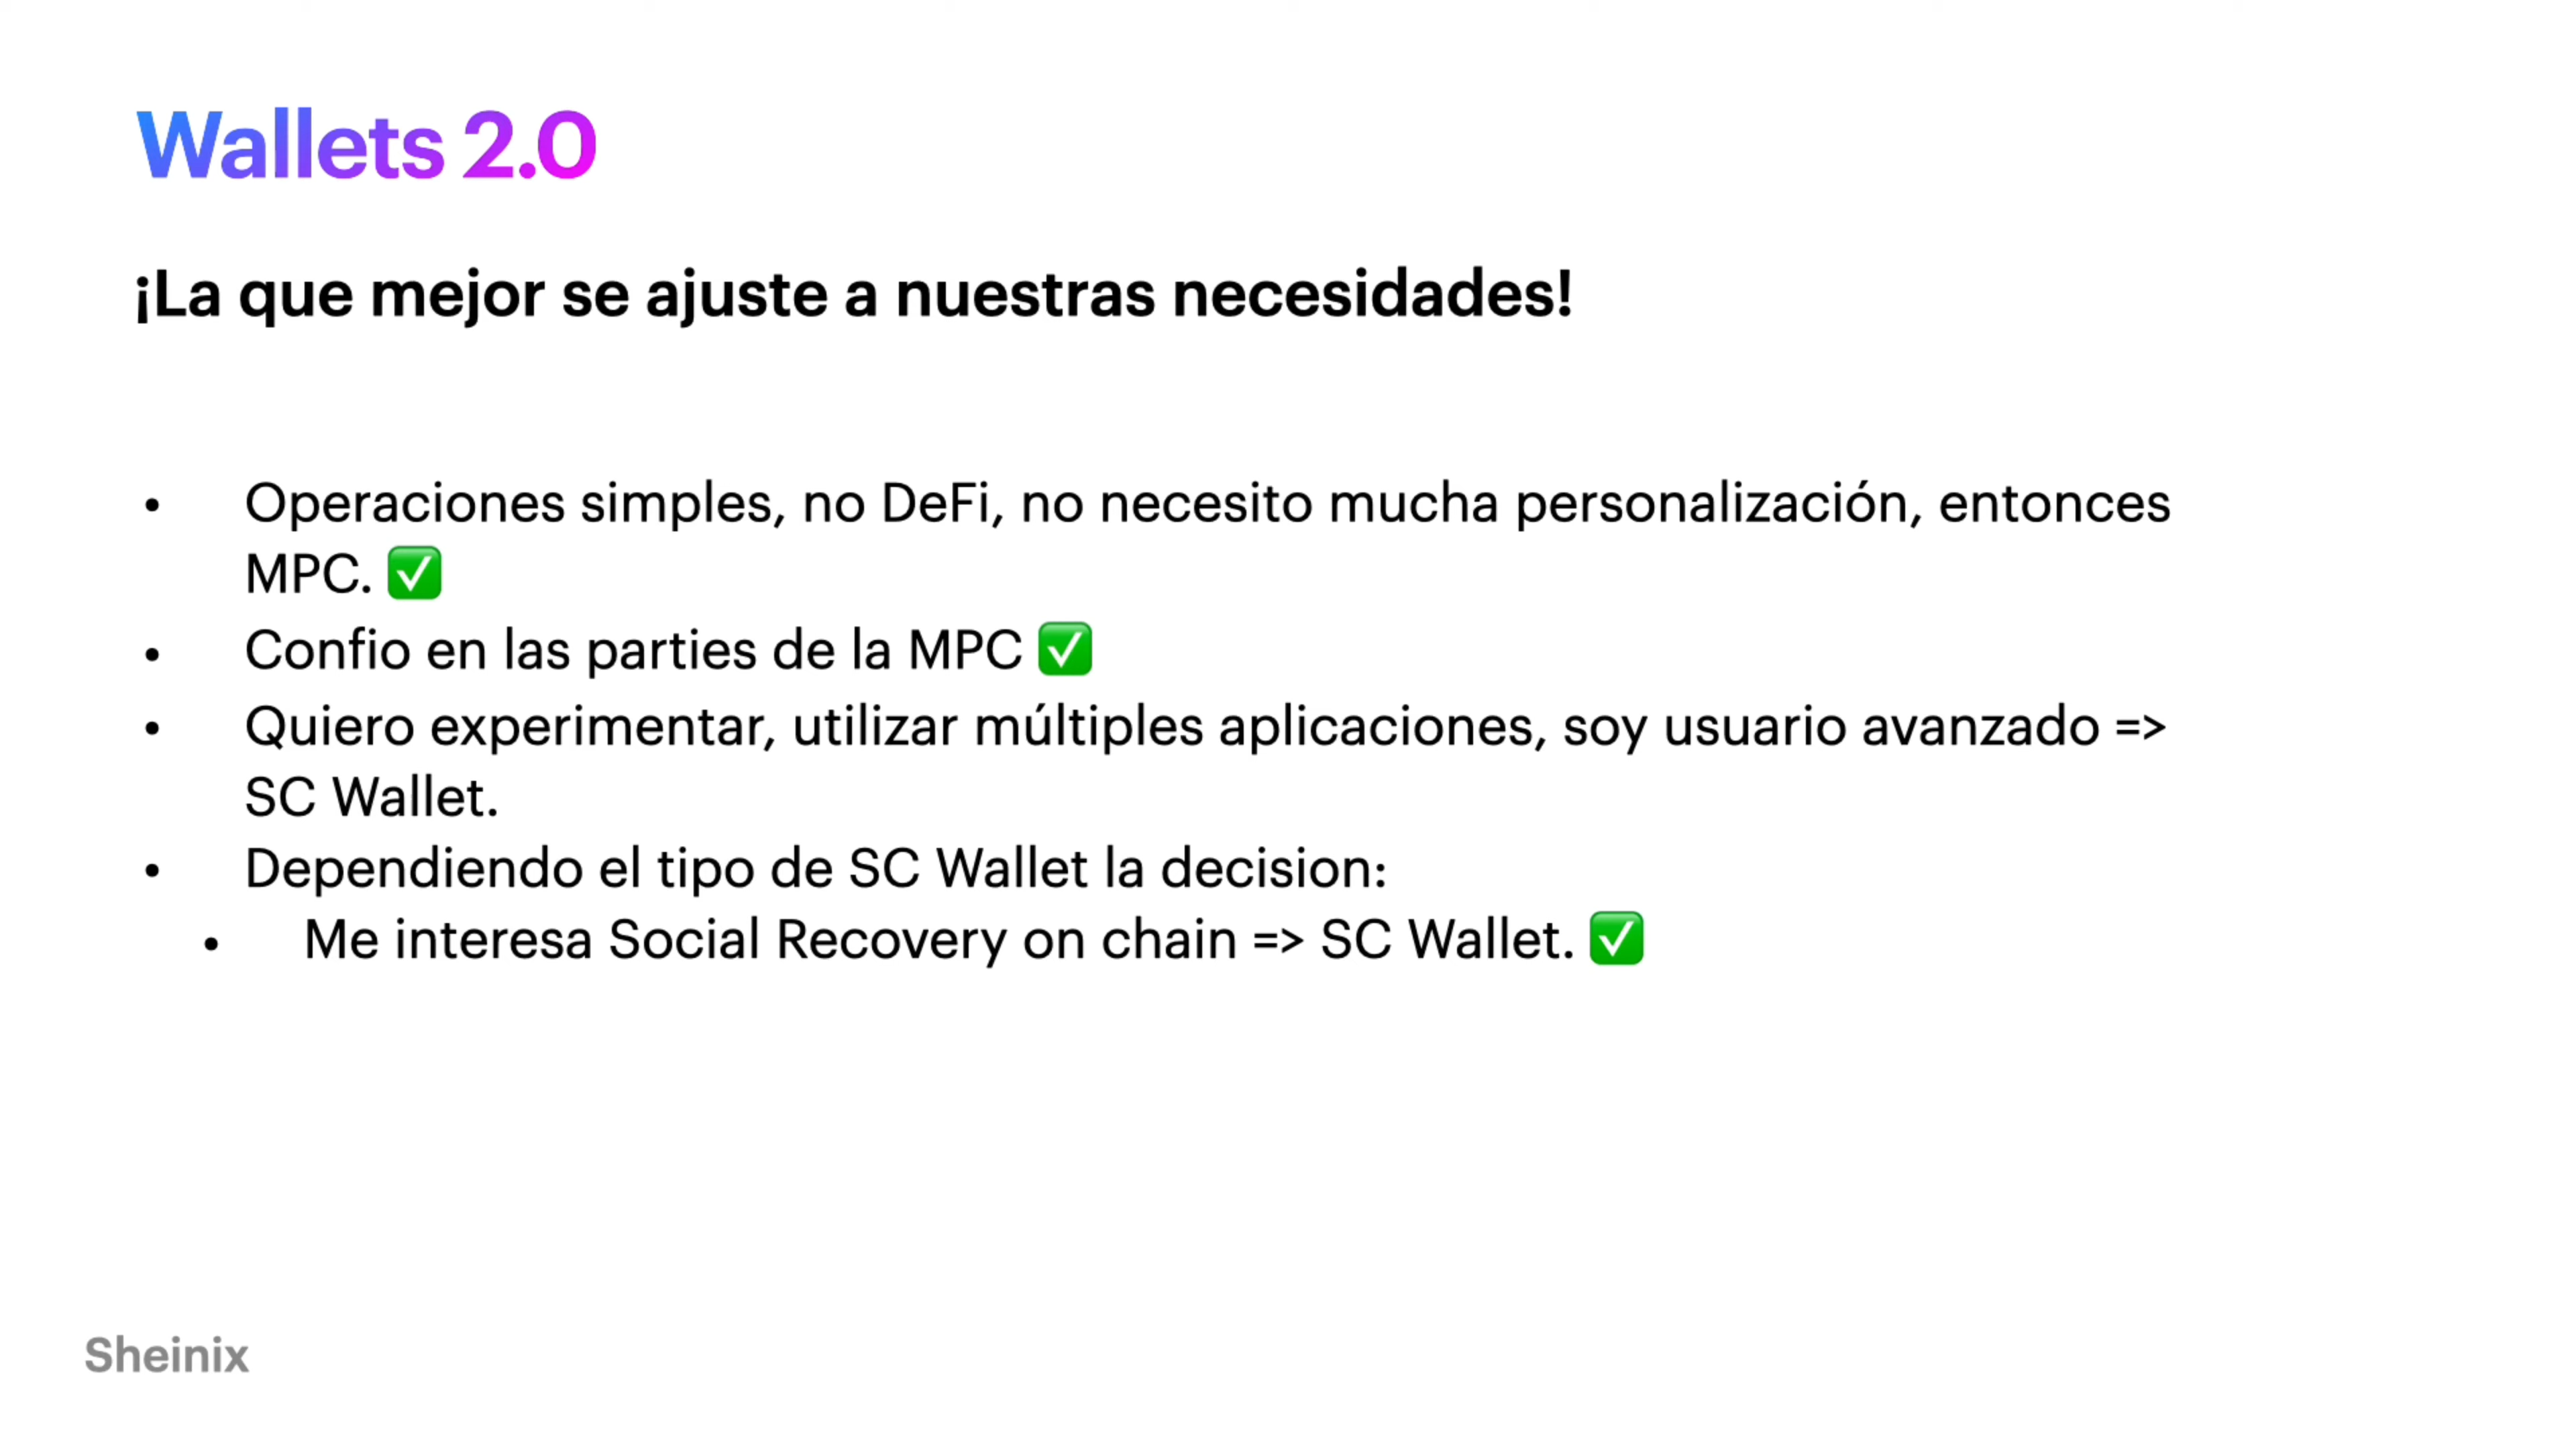 Wallets 2.0
¡La que mejor se ajuste a nuestras necesidades!
• Operaciones simples, no DeFi, no necesito mucha personalización, entonces
MPC. ✅
• Confio en las parties de la MPC ✅
• Quiero experimentar, utilizar múltiples aplicaciones, soy usuario avanzado =>
SC Wallet.
• Dependiendo el tipo de SC Wallet la decision:
• Me interesa Social Recovery on chain => SC Wallet. ✅
Sheinix